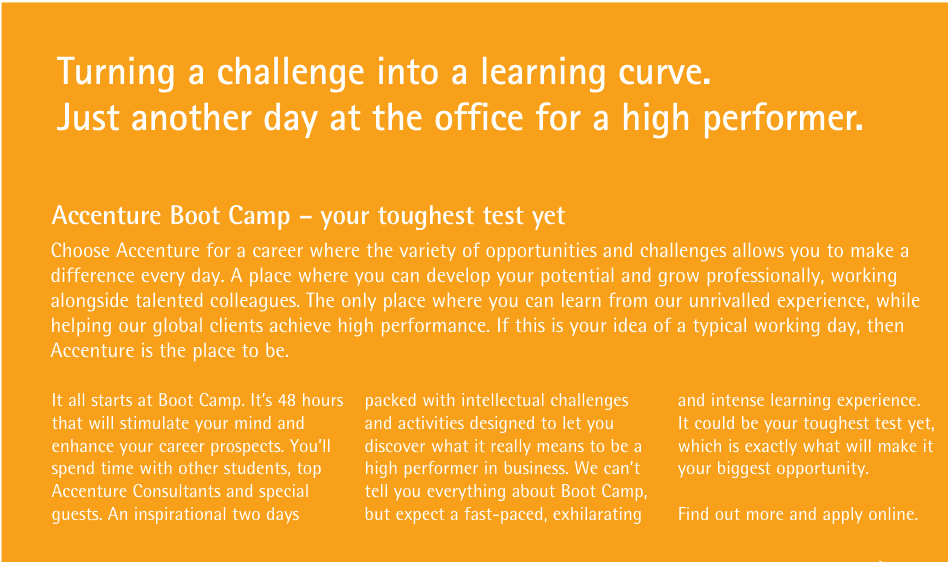 Turning a challenge into a learning curve.
Just another day at the office for a high performer.
Accenture Boot Camp – your toughest test yet
Choose Accenture for a career where the variety of opportunities and challenges allows you to make a
difference every day. A place where you can develop your potential and grow professionally, working
alongside talented colleagues. The only place where you can learn from our unrivalled experience, while
helping our global clients achieve high performance. If this is your idea of a typical working day, then
Accenture is the place to be.
It all starts at Boot Camp. It's 48 hours
that will stimulate your mind and
enhance your career prospects. You'll
spend time with other students, top
Accenture Consultants and special
guests. An inspirational two days
packed with intellectual challenges
and activities designed to let you
discover what it really means to be a
high performer in business. We can't
tell you everything about Boot Camp,
but expect a fast-paced, exhilarating
and intense learning experience.
It could be your toughest test yet,
which is exactly what will make it
your biggest opportunity.
Find out more and apply online.